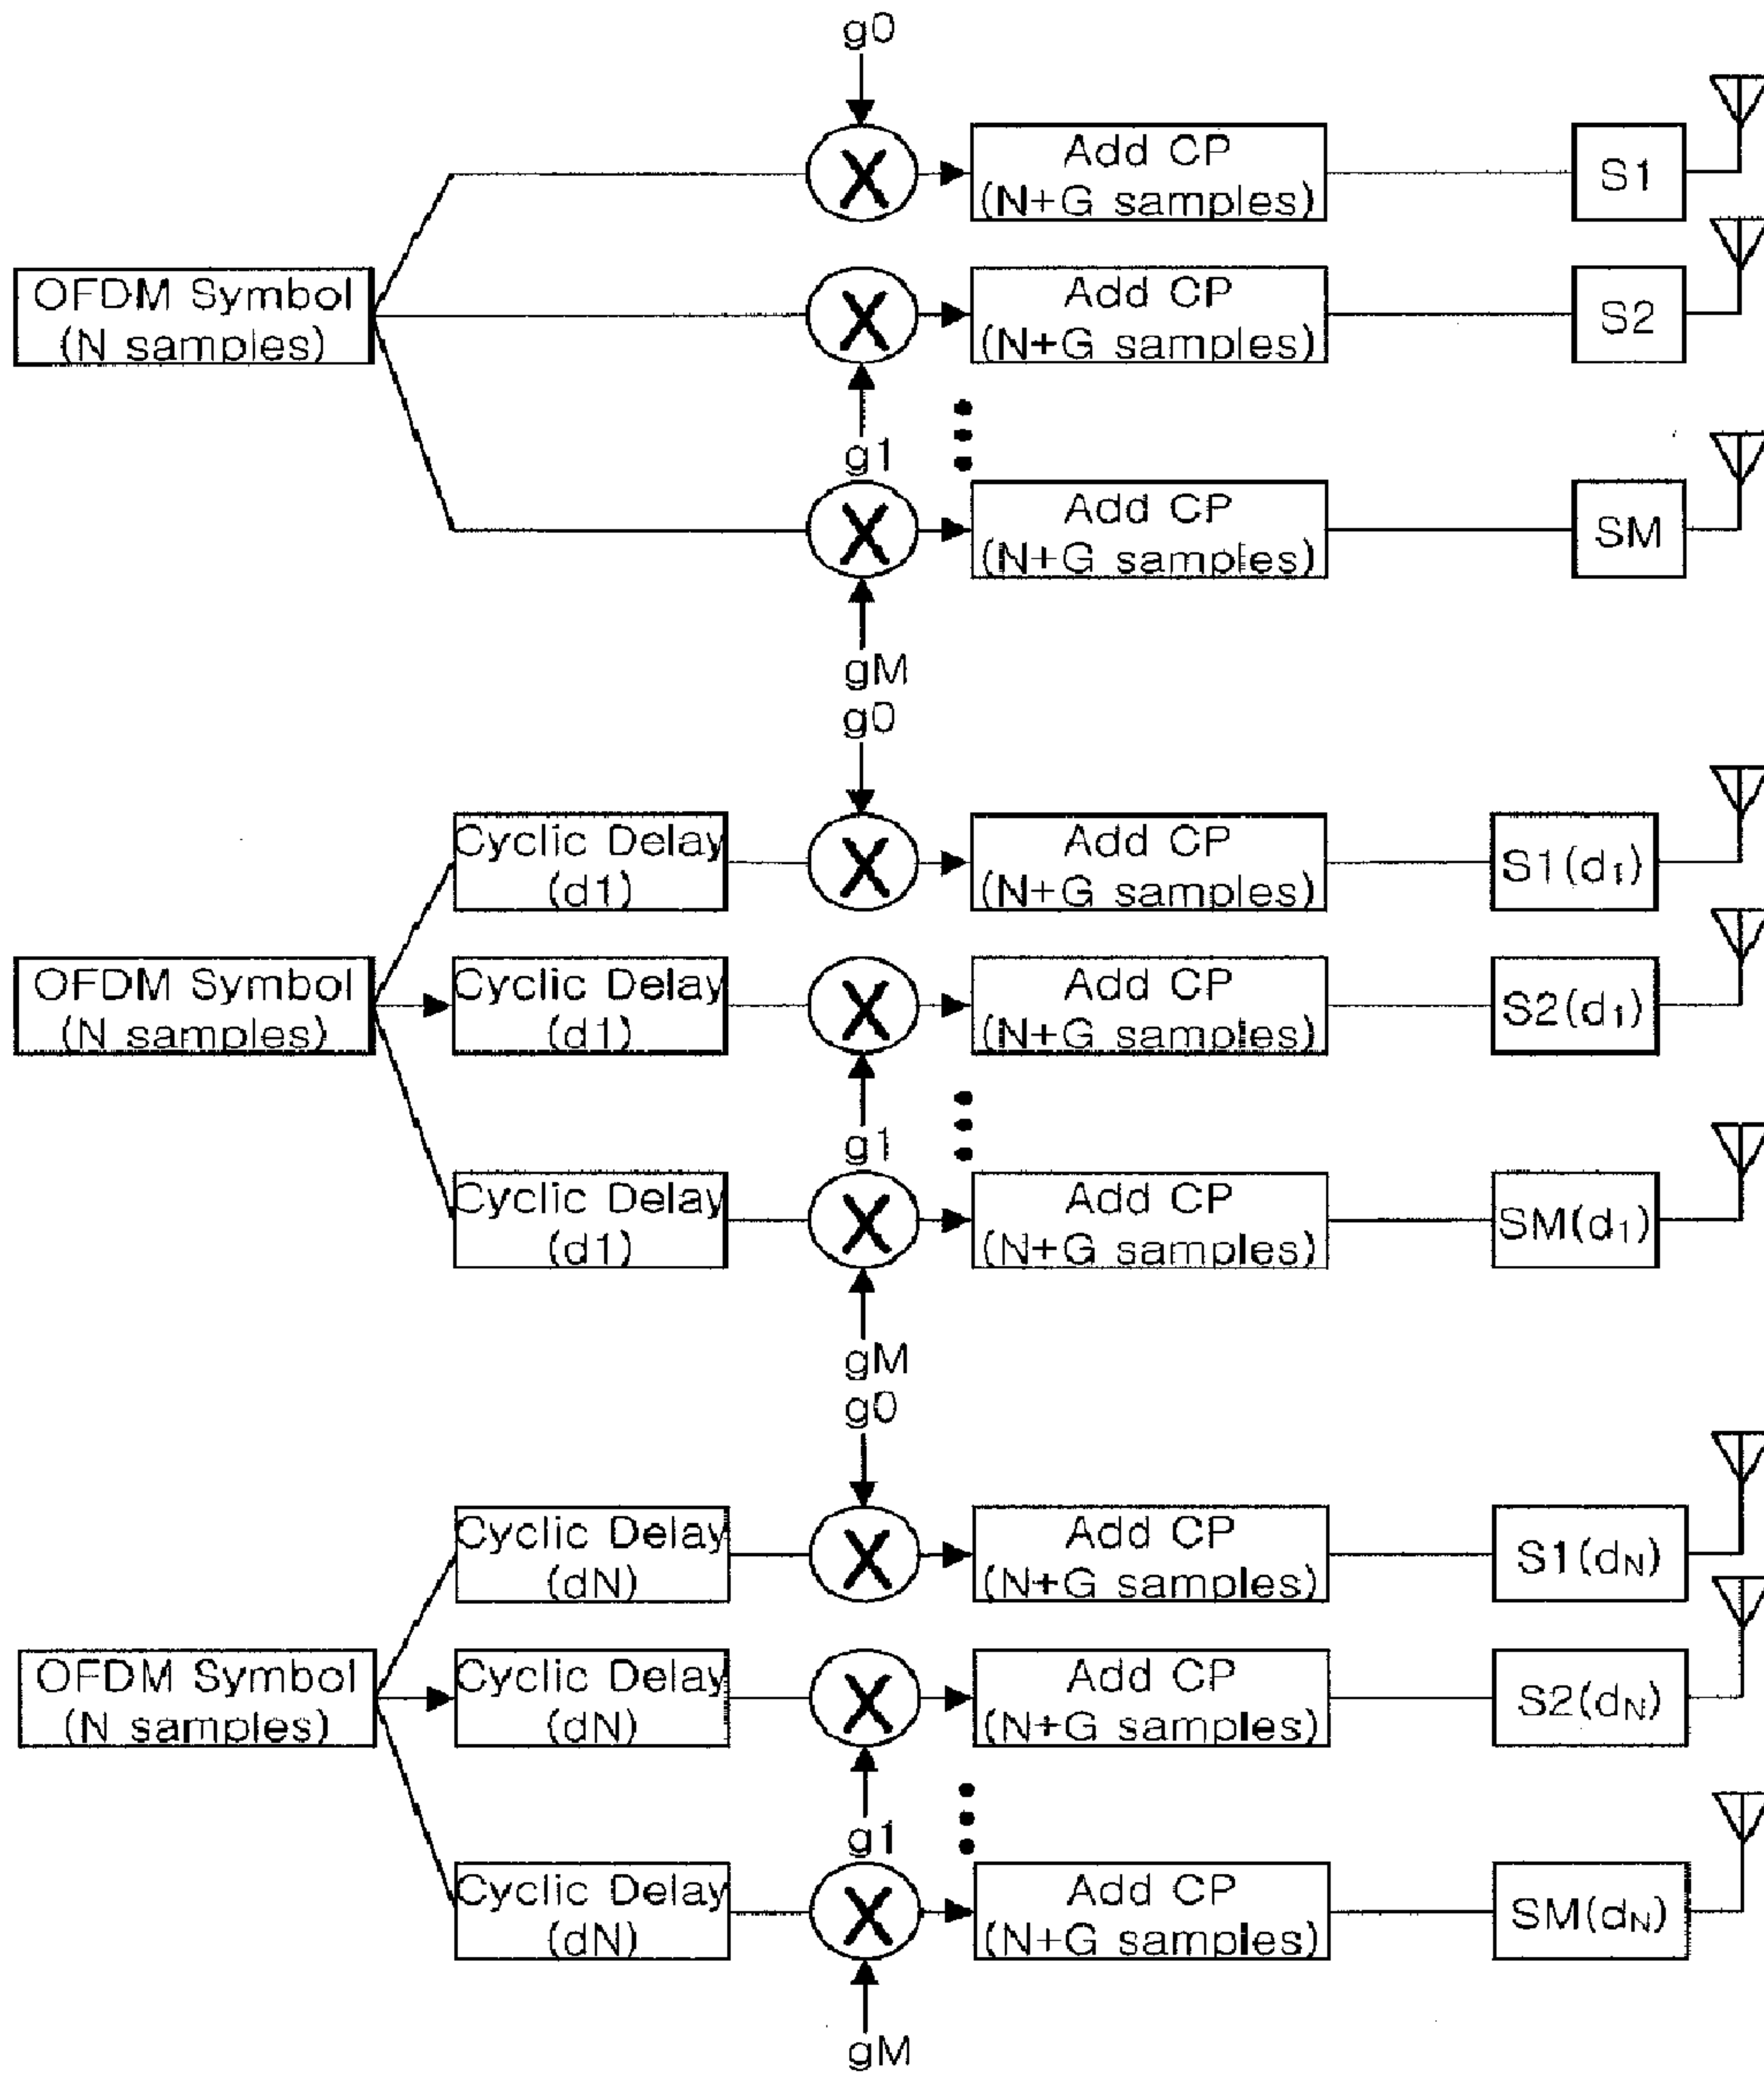 g0
X
Add CP
(N+G samples)
S1
OFDM Symbol
(N samples)
X
Add CP
(N+G samples)
S2
g1
X
Add CP
(N+G samples)
SM
gM
g0
Cyclic Delay
(d1)
X
Add CP
(N+G samples)
S1(d1)
OFDM Symbol
(N samples)
Cyclic Delay
(d1)
X
Add CP
(N+G samples)
S2(d1)
g1
Cyclic Delay
(d1)
X
Add CP
(N+G samples)
SM(d1)
gM
g0
Cyclic Delay
(dN)
X
Add CP
(N+G samples)
S1(dN)
OFDM Symbol
(N samples)
Cyclic Delay
(dN)
X
Add CP
(N+G samples)
S2(dN)
g1
Cyclic Delay
(dN)
X
Add CP
(N+G samples)
SM(dN)
gM